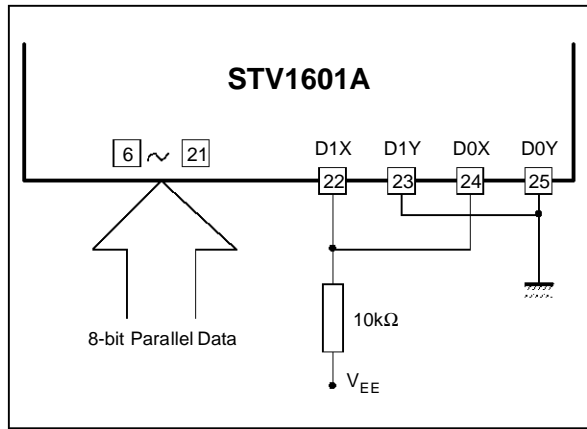 STV1601A
6 ~ 21
D1X D1Y D0X D0Y
22 23 24 25
10kΩ
8-bit Parallel Data
VEE